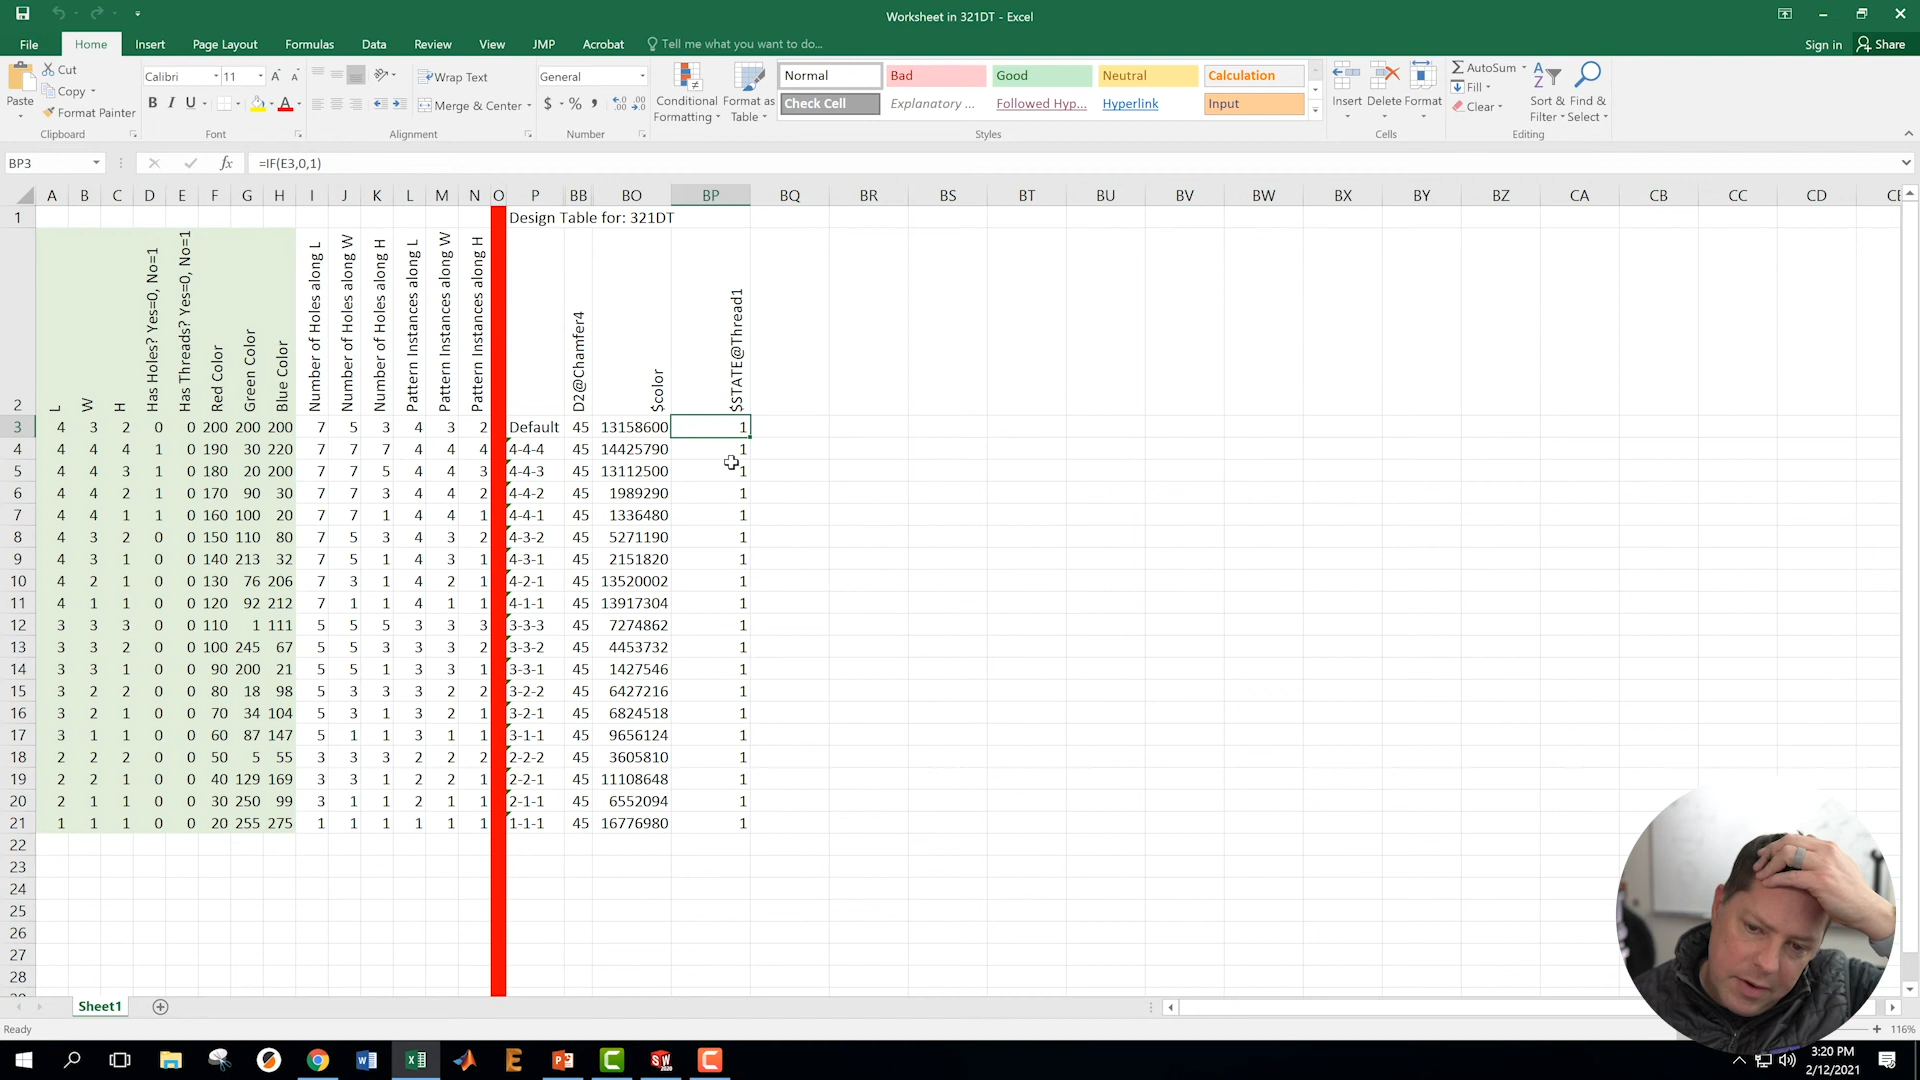 Worksheet in 321DT - Excel
File Home Insert Page Layout Formulas Data Review View JMP Acrobat Tell me what you want to do... Sign in Share
Cut
Copy
Format Painter
Paste
Clipboard
Calibri 11
B I U
Font
Wrap Text
Merge & Center
Alignment
General
$ % ,
Number
Conditional Formatting
Format as Table
Normal Bad Good Neutral Calculation
Check Cell Explanatory ... Followed Hyp... Hyperlink Input
Styles
Insert Delete Format
Cells
AutoSum
Fill
Clear
Sort & Filter
Find & Select
Editing
BP3 fx =IF(E3,0,1)
A B C D E F G H I J K L M N O P BB BO BP BQ BR BS BT BU BV BW BX BY BZ CA CB CC CD CE
1 Design Table for: 321DT
2 L W H Has Holes? Yes=0, No=1 Has Threads? Yes=0, No=1 Red Color Green Color Blue Color Number of Holes along L Number of Holes along W Number of Holes along H Pattern Instances along L Pattern Instances along W Pattern Instances along H D2@Chamfer4 $color $STATE@Thread1
3 4 3 2 0 0 200 200 200 7 5 3 4 3 2 Default 45 13158600 1
4 4 4 4 1 0 190 30 220 7 7 7 4 4 4 4-4-4 45 14425790 1
5 4 4 3 1 0 180 20 200 7 7 5 4 4 3 4-4-3 45 13112500 1
6 4 4 2 1 0 170 90 30 7 7 3 4 4 2 4-4-2 45 1989290 1
7 4 4 1 1 0 160 100 20 7 7 1 4 4 1 4-4-1 45 1336480 1
8 4 3 2 0 0 150 110 80 7 5 3 4 3 2 4-3-2 45 5271190 1
9 4 3 1 0 0 140 213 32 7 5 1 4 3 1 4-3-1 45 2151820 1
10 4 2 1 0 0 130 76 206 7 3 1 4 2 1 4-2-1 45 13520002 1
11 4 1 1 0 0 120 92 212 7 1 1 4 1 1 4-1-1 45 13917304 1
12 3 3 3 0 0 110 1 111 5 5 5 3 3 3 3-3-3 45 7274862 1
13 3 3 2 0 0 100 245 67 5 5 3 3 3 2 3-3-2 45 4453732 1
14 3 3 1 0 0 90 200 21 5 5 1 3 3 1 3-3-1 45 1427546 1
15 3 2 2 0 0 80 18 98 5 3 3 3 2 2 3-2-2 45 6427216 1
16 3 2 1 0 0 70 34 104 5 3 1 3 2 1 3-2-1 45 6824518 1
17 3 1 1 0 0 60 87 147 5 1 1 3 1 1 3-1-1 45 9656124 1
18 2 2 2 0 0 50 5 55 3 3 3 2 2 2 2-2-2 45 3605810 1
19 2 2 1 0 0 40 129 169 3 3 1 2 2 1 2-2-1 45 11108648 1
20 2 1 1 0 0 30 250 99 3 1 1 2 1 1 2-1-1 45 6552094 1
21 1 1 1 0 0 20 255 275 1 1 1 1 1 1 1-1-1 45 16776980 1
22
23
24
25
26
27
28
Sheet1
Ready 116%
3:20 PM
2/12/2021